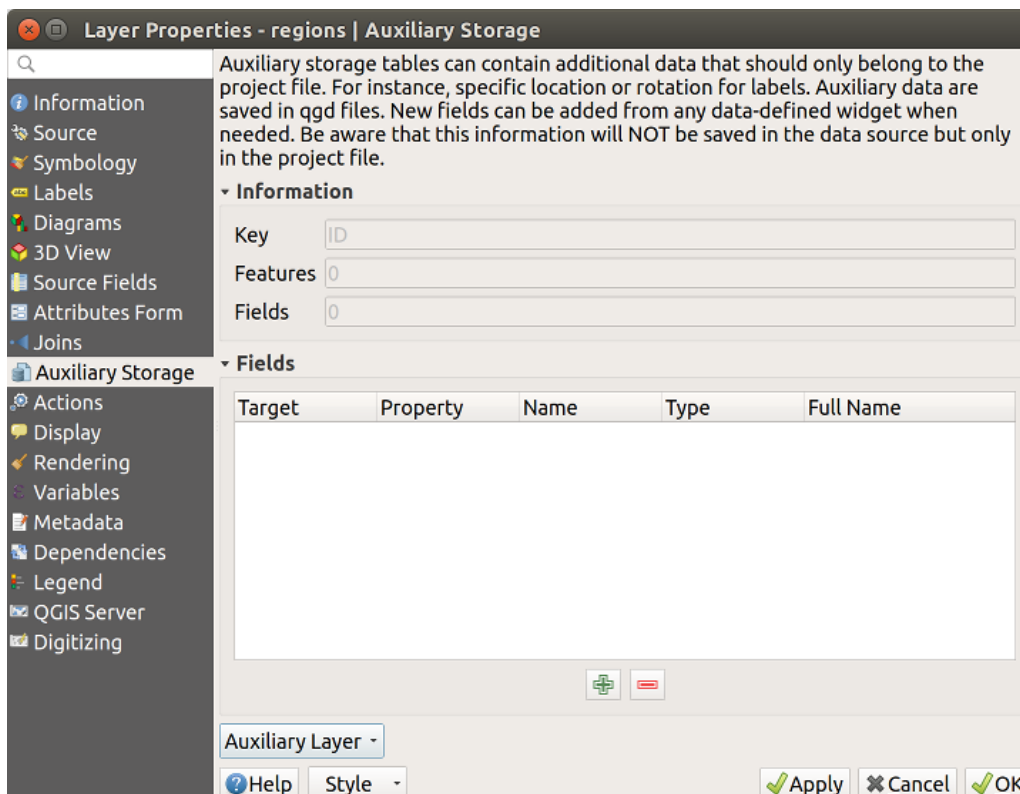 Layer Properties - regions | Auxiliary Storage
Information
Source
Symbology
Labels
Diagrams
3D View
Source Fields
Attributes Form
Joins
Auxiliary Storage
Actions
Display
Rendering
Variables
Metadata
Dependencies
Legend
QGIS Server
Digitizing
Auxiliary storage tables can contain additional data that should only belong to the
project file. For instance, specific location or rotation for labels. Auxiliary data are
saved in qgd files. New fields can be added from any data-defined widget when
needed. Be aware that this information will NOT be saved in the data source but only
in the project file.
Information
Key ID
Features 0
Fields 0
Fields
Target Property Name Type Full Name
Auxiliary Layer
Help Style Apply Cancel OK